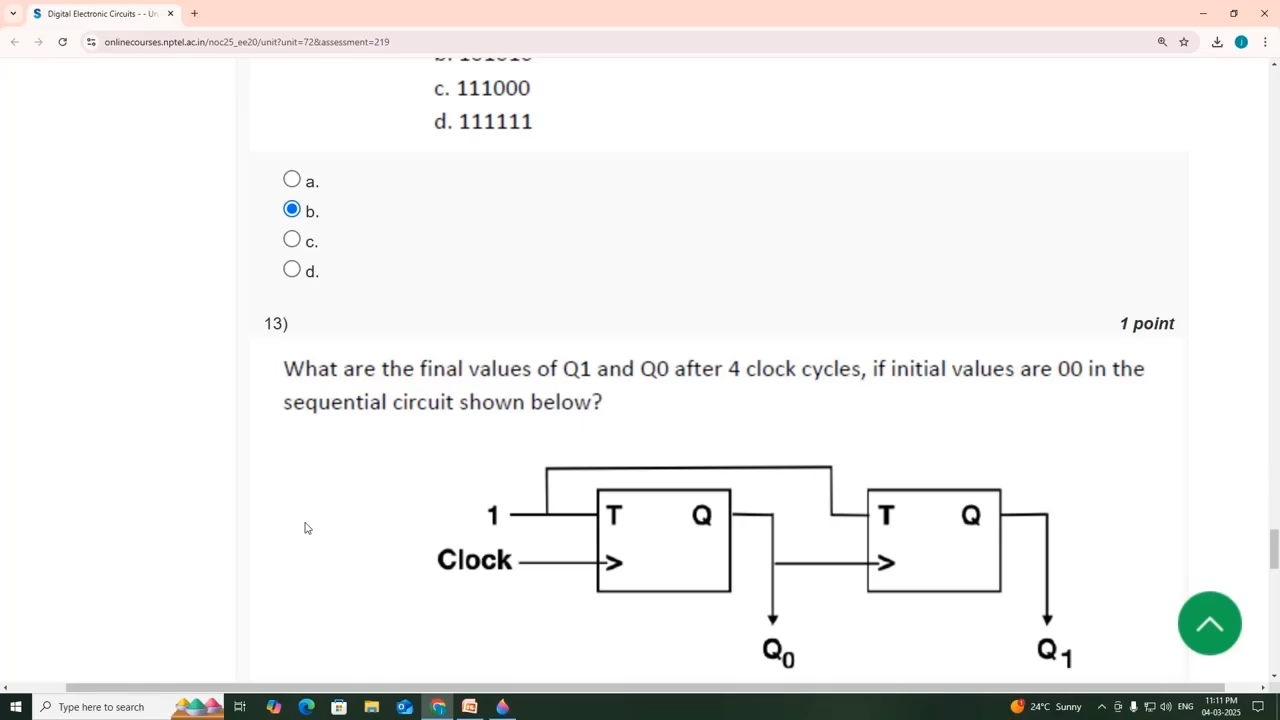 Digital Electronic Circuits - - Un
onlinecourses.nptel.ac.in/noc25_ee20/unit?unit=72&assessment=219
c. 111000
d. 111111
a.
b.
c.
d.
13)
1 point
What are the final values of Q1 and Q0 after 4 clock cycles, if initial values are 00 in the
sequential circuit shown below?
1 T Q T Q
Clock > >
Q0 Q1
Type here to search
24°C Sunny
ENG
11:11 PM
04-03-2025